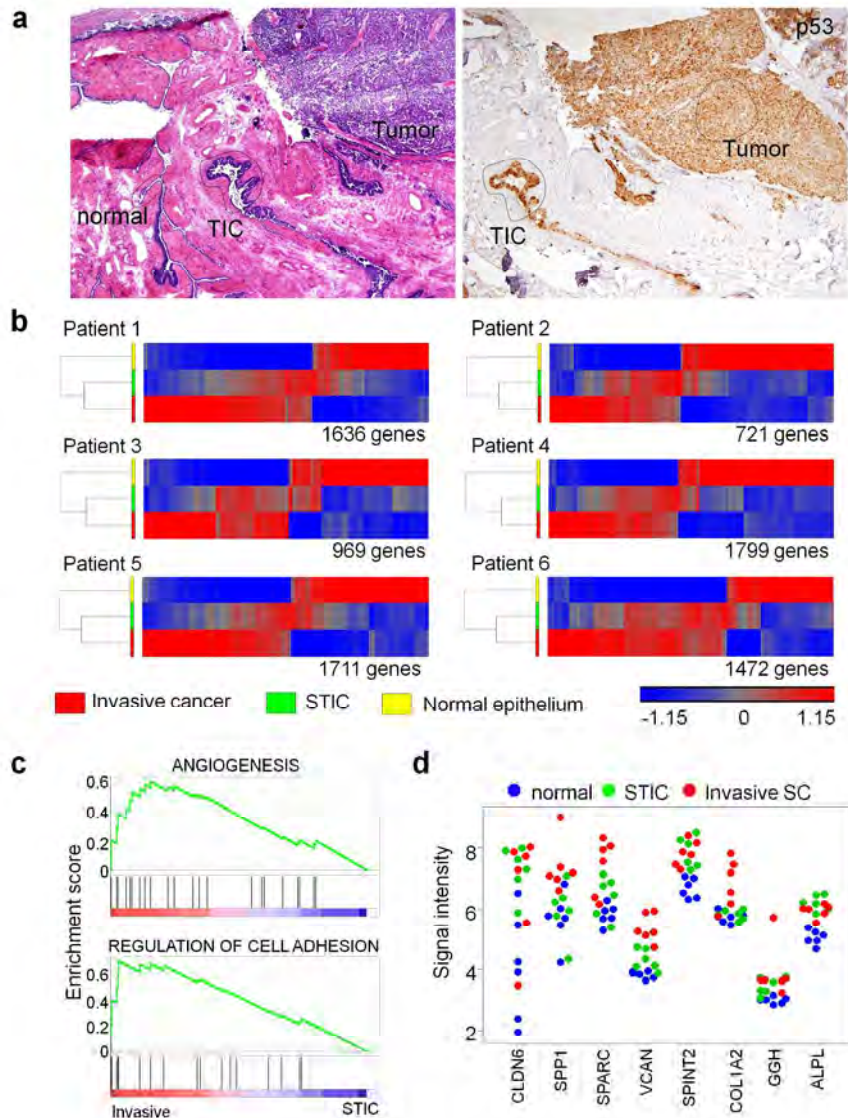 a
normal
TIC
Tumor
p53
TIC
Tumor
b
Patient 1
1636 genes
Patient 2
721 genes
Patient 3
969 genes
Patient 4
1799 genes
Patient 5
1711 genes
Patient 6
1472 genes
Invasive cancer
STIC
Normal epithelium
-1.15 0 1.15
c
ANGIOGENESIS
0.6
0.4
0.2
0
REGULATION OF CELL ADHESION
0.6
0.4
0.2
0
Enrichment score
Invasive
STIC
d
normal STIC Invasive SC
Signal intensity
8
6
4
2
CLDN6
SPP1
SPARC
VCAN
SPINT2
COL1A2
GGH
ALPL